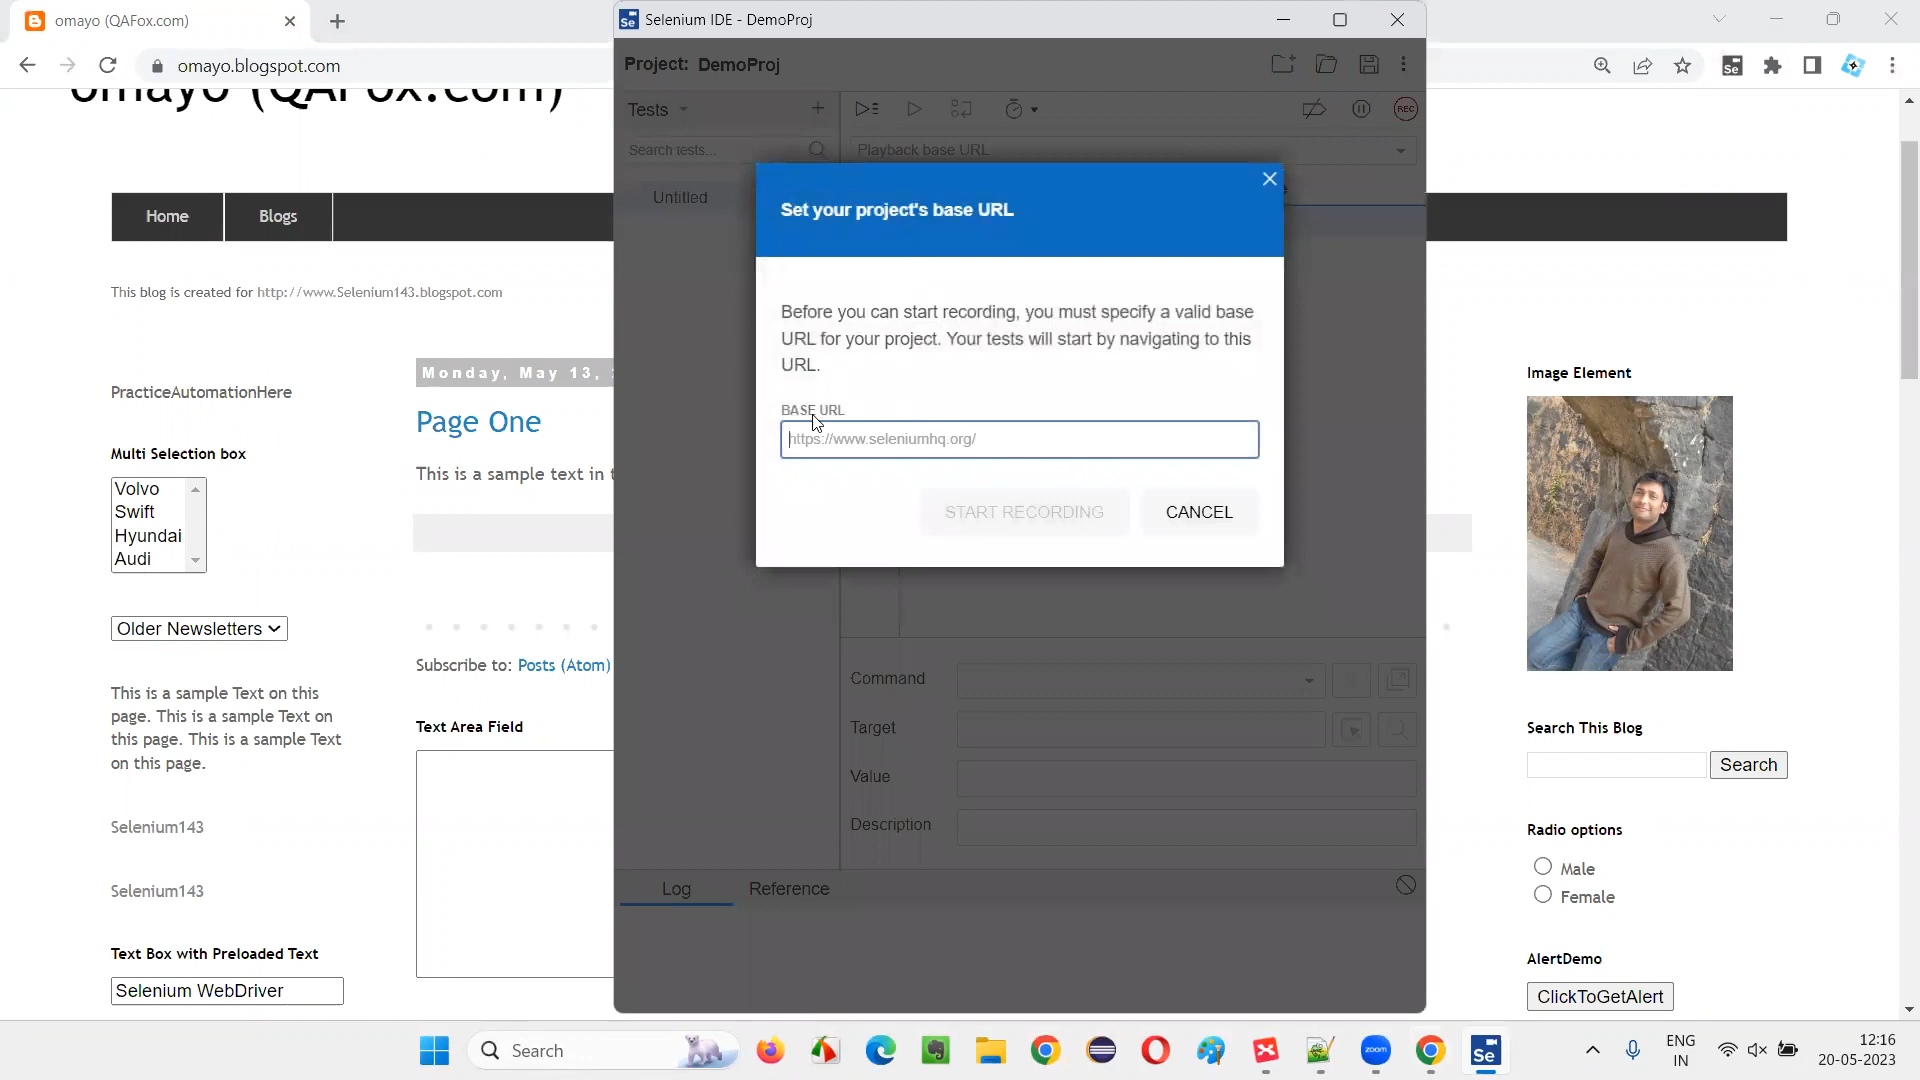 omayo (QAFox.com)
Selenium IDE - DemoProj
omayo.blogspot.com
Project: DemoProj
omayo (QAFox.com)
Tests
REC
Search tests...
Playback base URL
Untitled
Set your project's base URL
Home
Blogs
This blog is created for http://www.Selenium143.blogspot.com
Before you can start recording, you must specify a valid base
URL for your project. Your tests will start by navigating to this
URL.
BASE URL
https://www.seleniumhq.org/
START RECORDING
CANCEL
PracticeAutomationHere
Monday, May 13,
Page One
This is a sample text in t
Multi Selection box
Volvo
Swift
Hyundai
Audi
Older Newsletters
Subscribe to: Posts (Atom)
This is a sample Text on this
page. This is a sample Text on
this page. This is a sample Text
on this page.
Text Area Field
Selenium143
Selenium143
Text Box with Preloaded Text
Selenium WebDriver
Command
Target
Value
Description
Log
Reference
Image Element
Search This Blog
Search
Radio options
Male
Female
AlertDemo
ClickToGetAlert
Search
zoom
Se
ENG
IN
12:16
20-05-2023